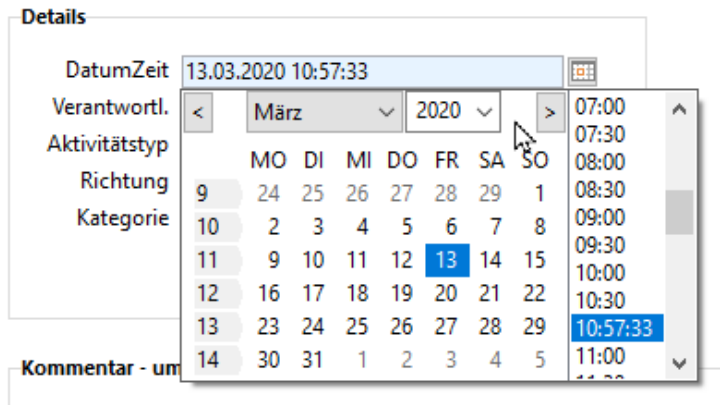 Details
DatumZeit 13.03.2020 10:57:33
Verantwortl.
Aktivitätstyp
Richtung
Kategorie
< März 2020 >
MO DI MI DO FR SA SO
9 24 25 26 27 28 29 1
10 2 3 4 5 6 7 8
11 9 10 11 12 13 14 15
12 16 17 18 19 20 21 22
13 23 24 25 26 27 28 29
14 30 31 1 2 3 4 5
07:00
07:30
08:00
08:30
09:00
09:30
10:00
10:30
10:57:33
11:00
Kommentar - um